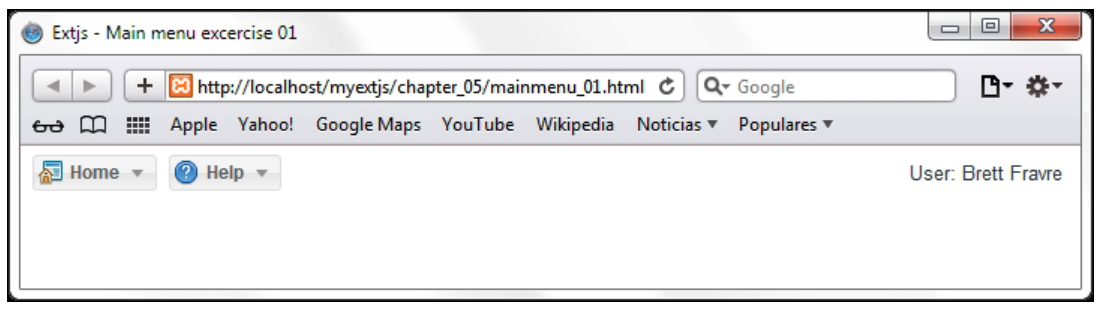 Extjs - Main menu excercise 01
http://localhost/myextjs/chapter_05/mainmenu_01.html Google
Apple Yahoo! Google Maps YouTube Wikipedia Noticias Populares
Home Help User: Brett Fravre